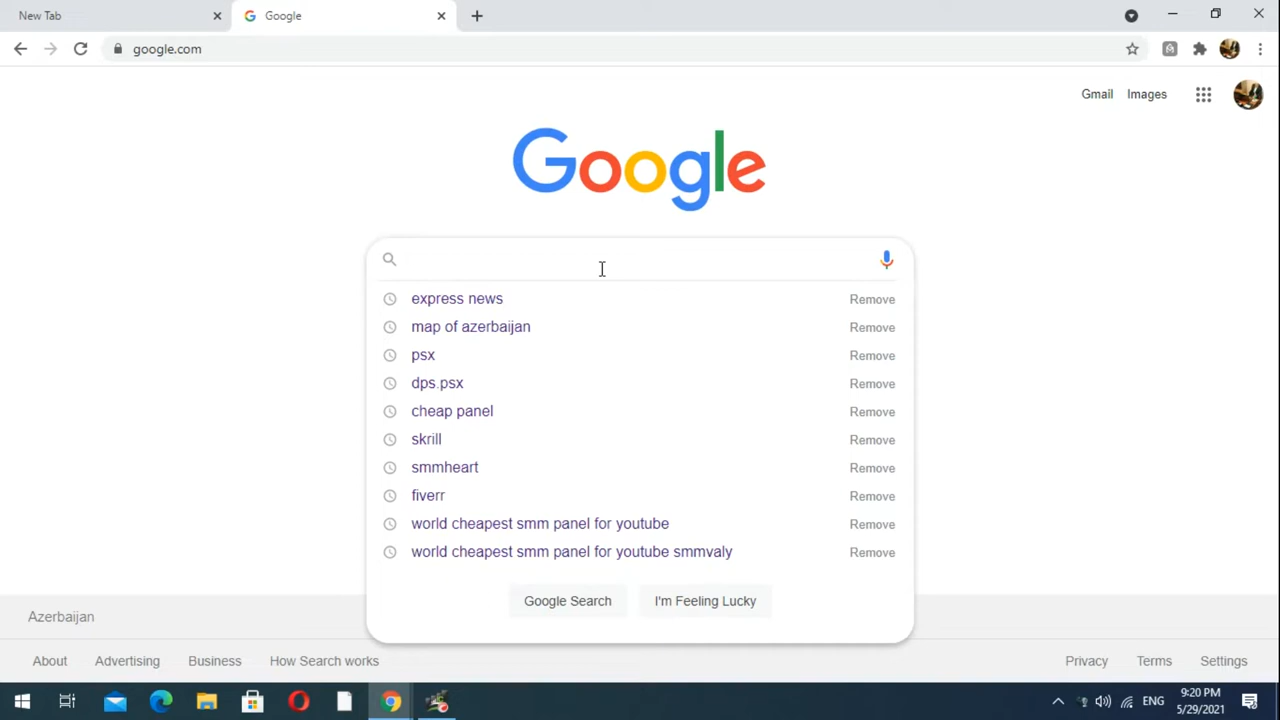 New Tab
Google
google.com
Gmail Images
Google
express news Remove
map of azerbaijan Remove
psx Remove
dps.psx Remove
cheap panel Remove
skrill Remove
smmheart Remove
fiverr Remove
world cheapest smm panel for youtube Remove
world cheapest smm panel for youtube smmvaly Remove
Google Search I'm Feeling Lucky
Azerbaijan
About Advertising Business How Search works Privacy Terms Settings
ENG
9:20 PM
5/29/2021